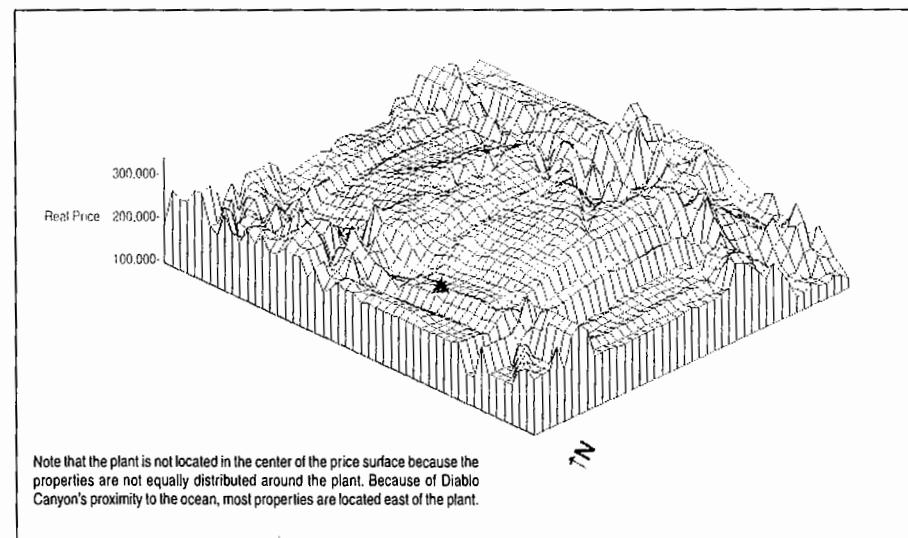 300,000-
Real Price 200,000-
100,000-
N
Note that the plant is not located in the center of the price surface because the
properties are not equally distributed around the plant. Because of Diablo
Canyon's proximity to the ocean, most properties are located east of the plant.